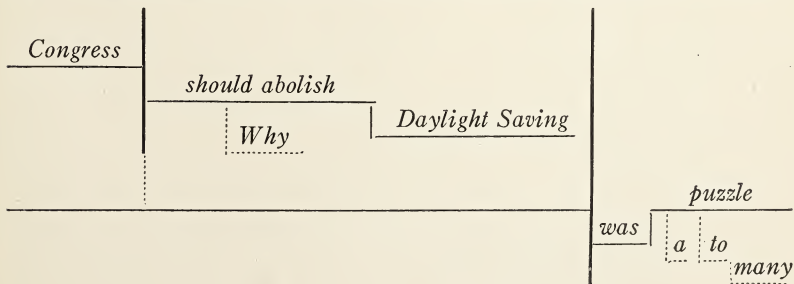 Congress
should abolish
Daylight Saving
Why
puzzle
was
a to
many